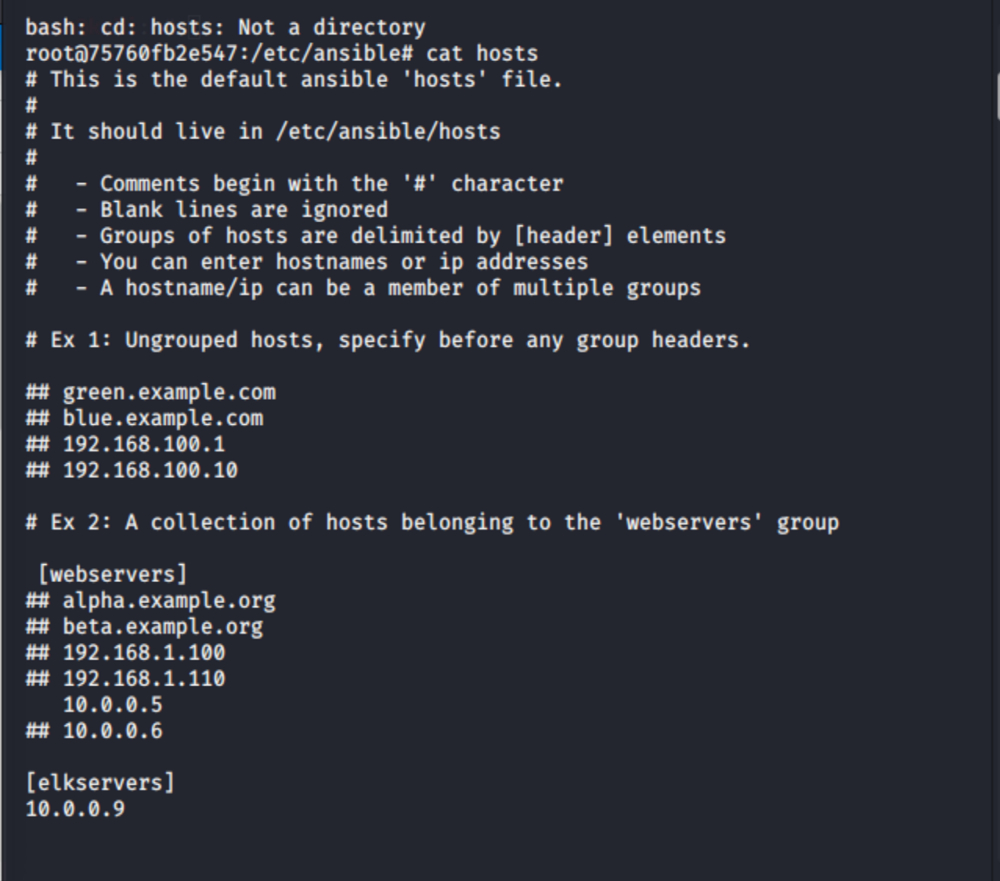 bash: cd: hosts: Not a directory
root@75760fb2e547:/etc/ansible# cat hosts
# This is the default ansible 'hosts' file.
#
# It should live in /etc/ansible/hosts
#
#   - Comments begin with the '#' character
#   - Blank lines are ignored
#   - Groups of hosts are delimited by [header] elements
#   - You can enter hostnames or ip addresses
#   - A hostname/ip can be a member of multiple groups

# Ex 1: Ungrouped hosts, specify before any group headers.

## green.example.com
## blue.example.com
## 192.168.100.1
## 192.168.100.10

# Ex 2: A collection of hosts belonging to the 'webservers' group

 [webservers]
## alpha.example.org
## beta.example.org
## 192.168.1.100
## 192.168.1.110
   10.0.0.5
## 10.0.0.6

[elkservers]
10.0.0.9